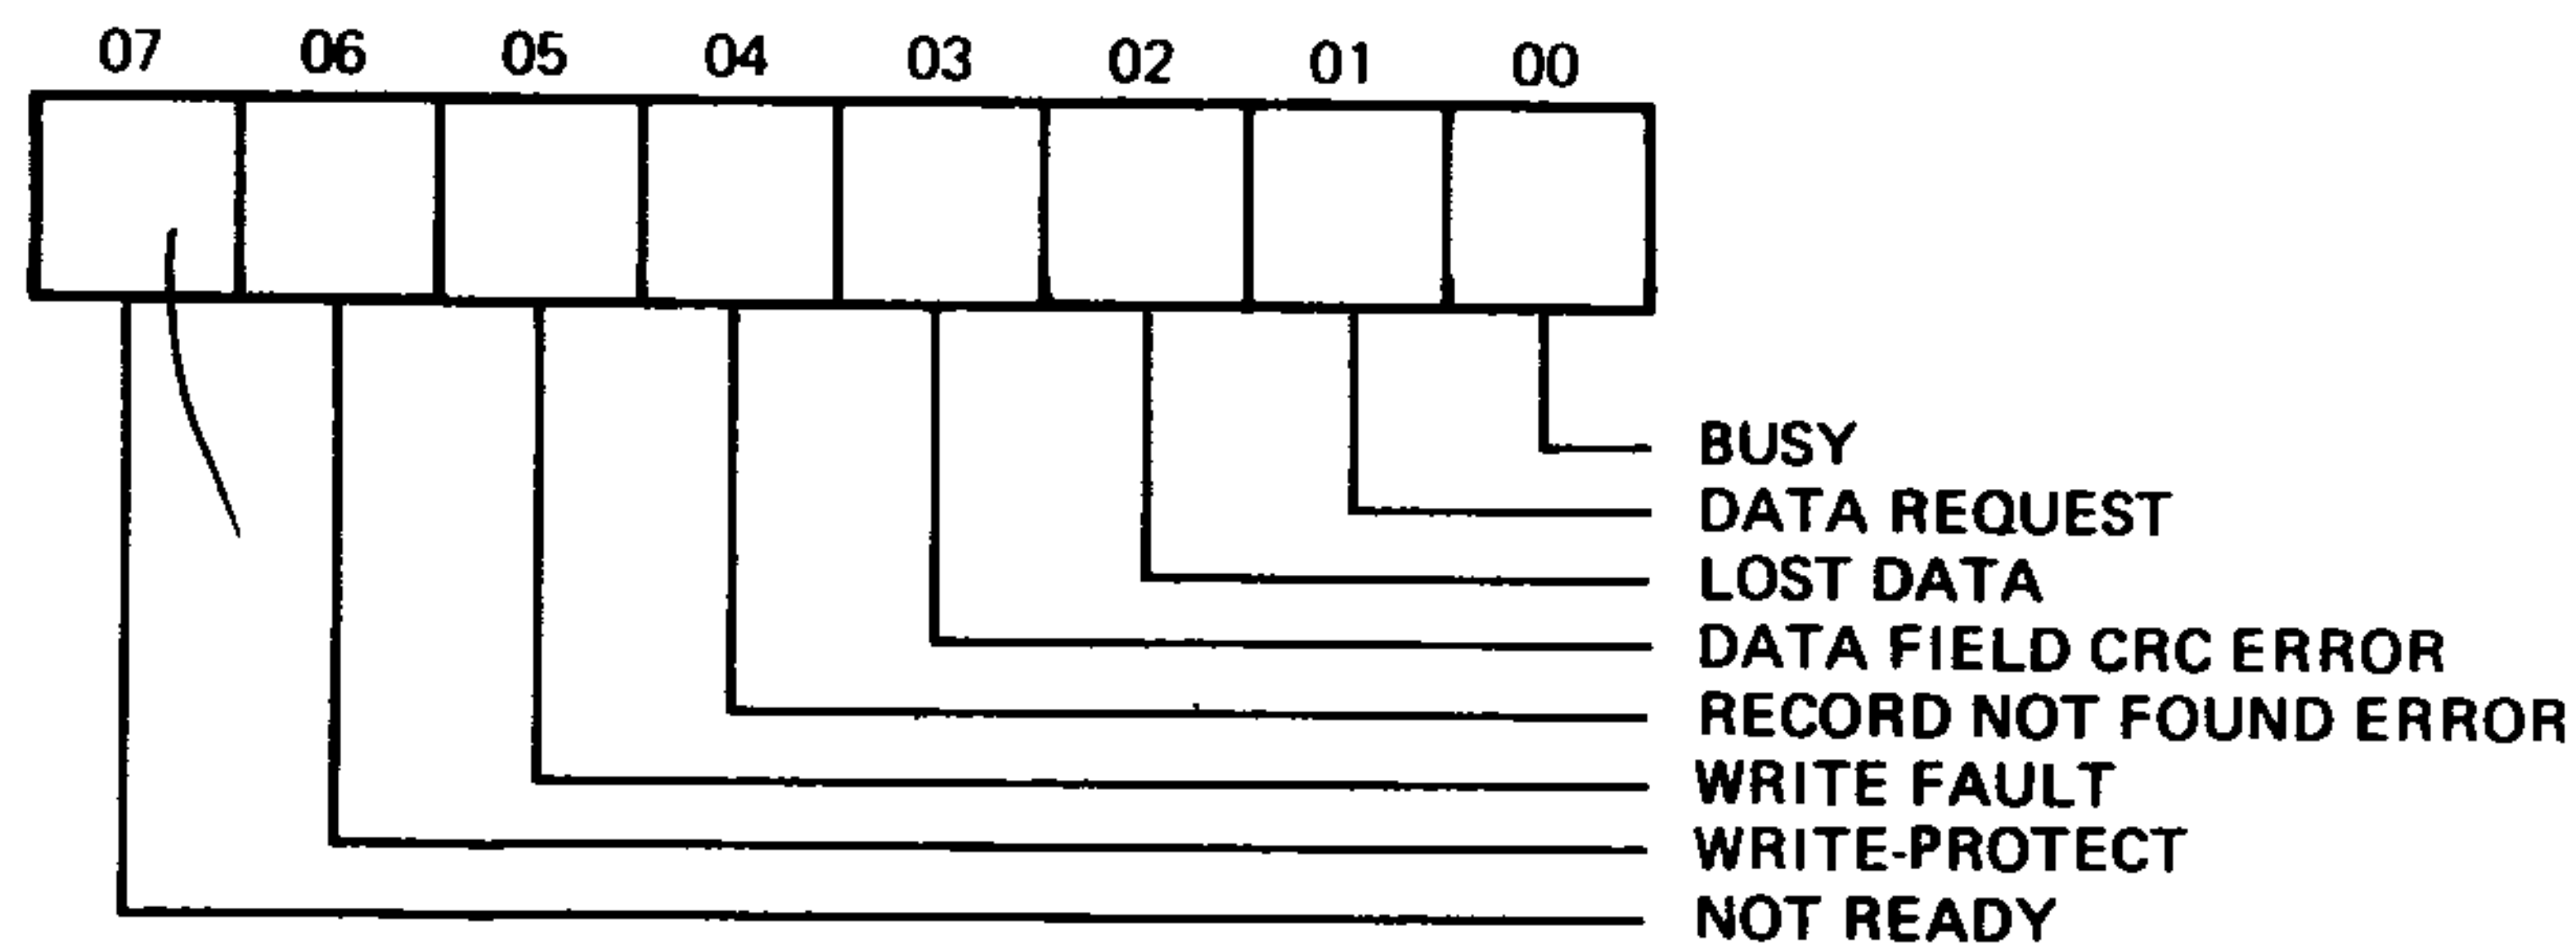 07 06 05 04 03 02 01 00
BUSY
DATA REQUEST
LOST DATA
DATA FIELD CRC ERROR
RECORD NOT FOUND ERROR
WRITE FAULT
WRITE-PROTECT
NOT READY